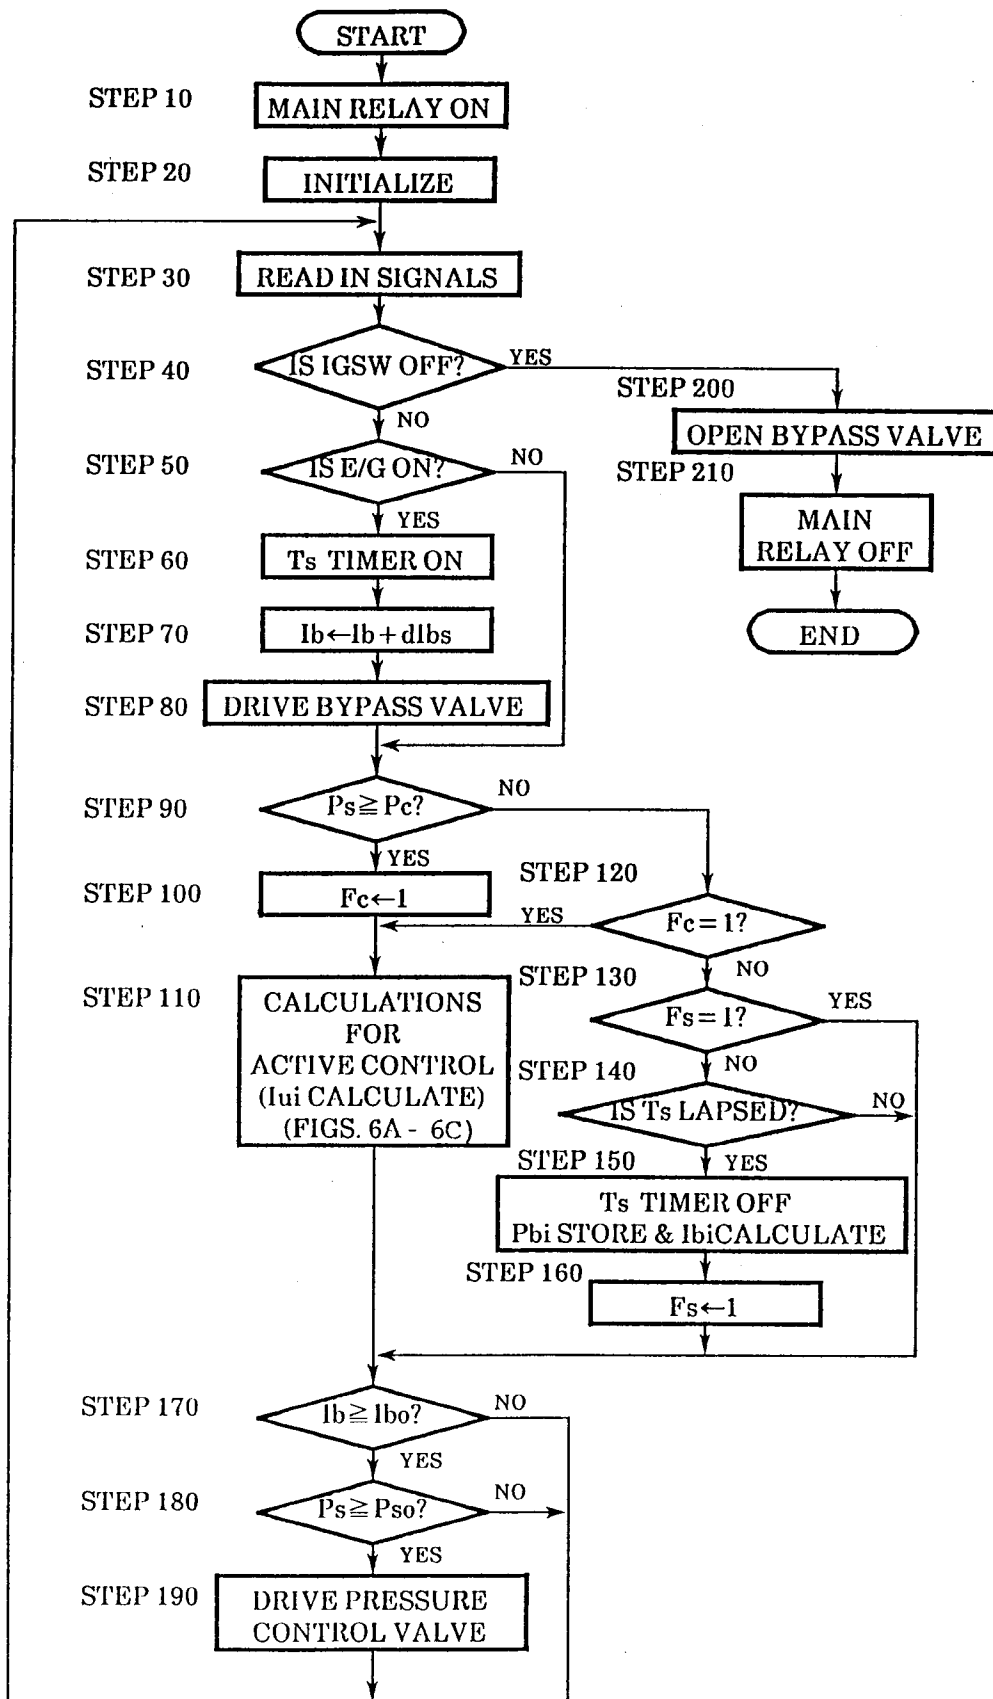 START
STEP 10
MAIN RELAY ON
STEP 20
INITIALIZE
STEP 30
READ IN SIGNALS
STEP 40
IS IGSW OFF?
YES
NO
STEP 200
OPEN BYPASS VALVE
STEP 210
MAIN
RELAY OFF
END
STEP 50
IS E/G ON?
NO
YES
STEP 60
Ts TIMER ON
STEP 70
Ib←Ib+dIbs
STEP 80
DRIVE BYPASS VALVE
STEP 90
Ps≧Pc?
NO
YES
STEP 100
Fc←1
STEP 120
Fc=1?
YES
NO
STEP 110
CALCULATIONS
FOR
ACTIVE CONTROL
(Iui CALCULATE)
(FIGS. 6A - 6C)
STEP 130
Fs=1?
YES
NO
STEP 140
IS Ts LAPSED?
NO
YES
STEP 150
Ts TIMER OFF
Pbi STORE & IbiCALCULATE
STEP 160
Fs←1
STEP 170
Ib≧Ibo?
NO
YES
STEP 180
Ps≧Pso?
NO
YES
STEP 190
DRIVE PRESSURE
CONTROL VALVE